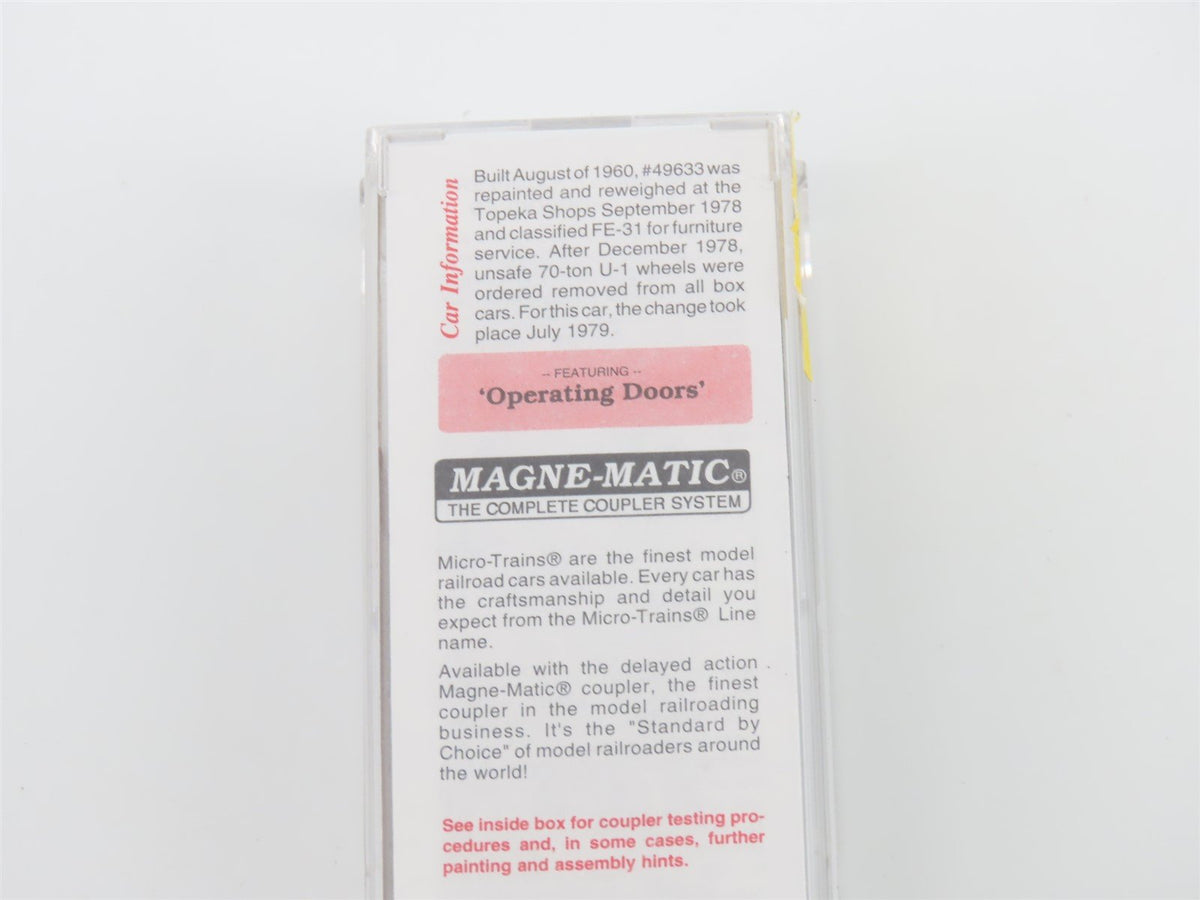 Car Information
Built August of 1960, #49633 was
repainted and reweighed at the
Topeka Shops September 1978
and classified FE-31 for furniture
service. After December 1978,
unsafe 70-ton U-1 wheels were
ordered removed from all box
cars. For this car, the change took
place July 1979.
-- FEATURING --
'Operating Doors'
MAGNE-MATIC®
THE COMPLETE COUPLER SYSTEM
Micro-Trains® are the finest model
railroad cars available. Every car has
the craftsmanship and detail you
expect from the Micro-Trains® Line
name.
Available with the delayed action
Magne-Matic® coupler, the finest
coupler in the model railroading
business. It's the "Standard by
Choice" of model railroaders around
the world!
See inside box for coupler testing pro-
cedures and, in some cases, further
painting and assembly hints.